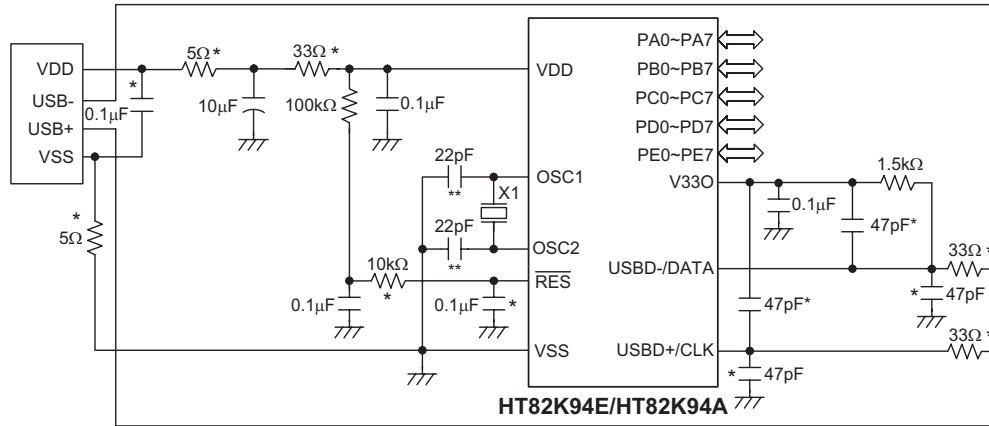 5Ω *
33Ω *
VDD
USB-
USB+
VSS
*
0.1µF
10µF
100kΩ
0.1µF
VDD
PA0~PA7
PB0~PB7
PC0~PC7
PD0~PD7
PE0~PE7
V33O
1.5kΩ
22pF
**
OSC1
X1
0.1µF
47pF*
*
5Ω
22pF
**
OSC2
USBD-/DATA
33Ω *
10kΩ
*
RES
0.1µF
0.1µF *
47pF*
* 47pF
VSS
USBD+/CLK
33Ω *
* 47pF
HT82K94E/HT82K94A